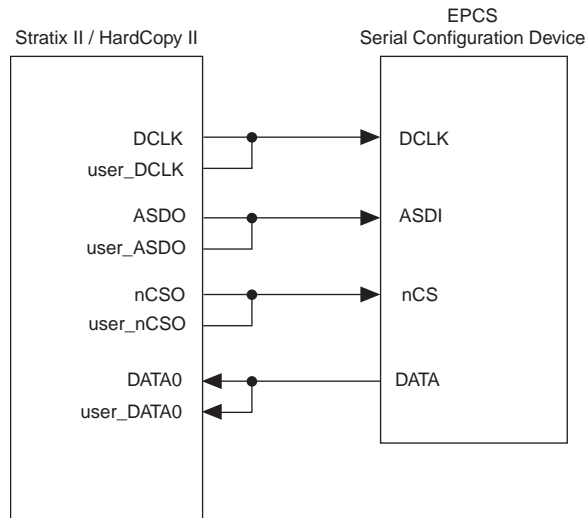 EPCS
Stratix II / HardCopy II
Serial Configuration Device
DCLK
DCLK
user_DCLK
ASDO
ASDI
user_ASDO
nCSO
nCS
user_nCSO
DATA0
DATA
user_DATA0